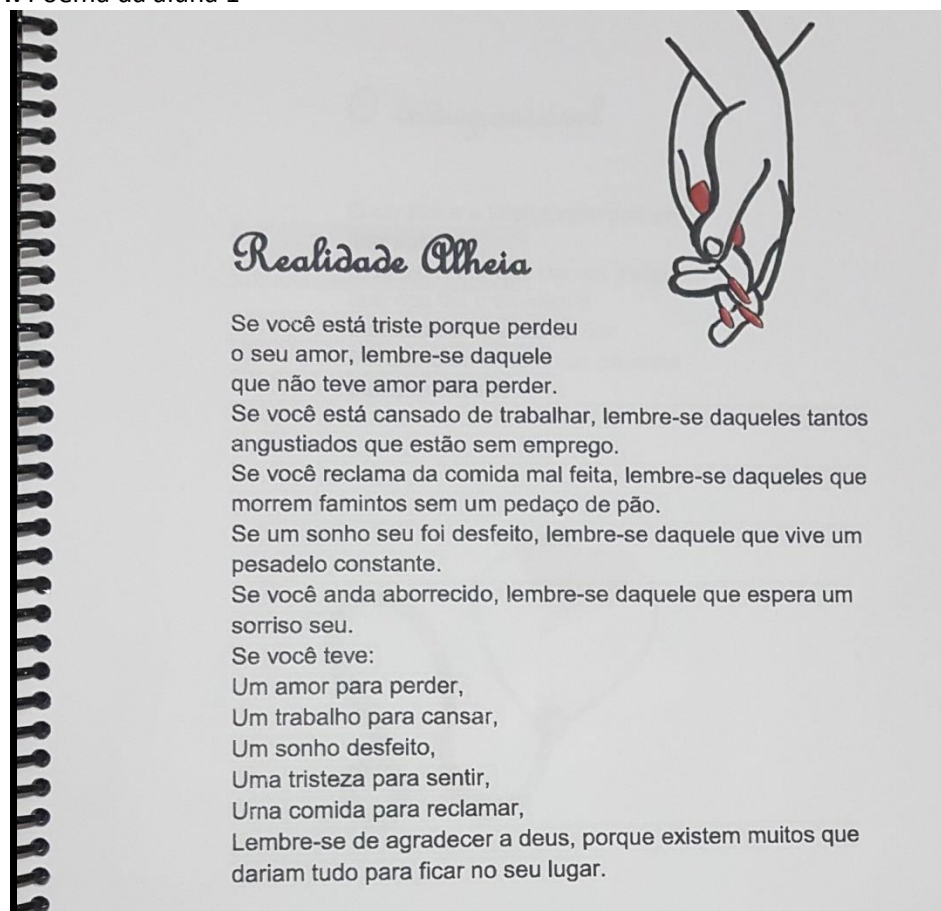 Realidade Alheia
Se você está triste porque perdeu
o seu amor, lembre-se daquele
que não teve amor para perder.
Se você está cansado de trabalhar, lembre-se daqueles tantos
angustiados que estão sem emprego.
Se você reclama da comida mal feita, lembre-se daqueles que
morrem famintos sem um pedaço de pão.
Se um sonho seu foi desfeito, lembre-se daquele que vive um
pesadelo constante.
Se você anda aborrecido, lembre-se daquele que espera um
sorriso seu.
Se você teve:
Um amor para perder,
Um trabalho para cansar,
Um sonho desfeito,
Uma tristeza para sentir,
Uma comida para reclamar,
Lembre-se de agradecer a deus, porque existem muitos que
dariam tudo para ficar no seu lugar.